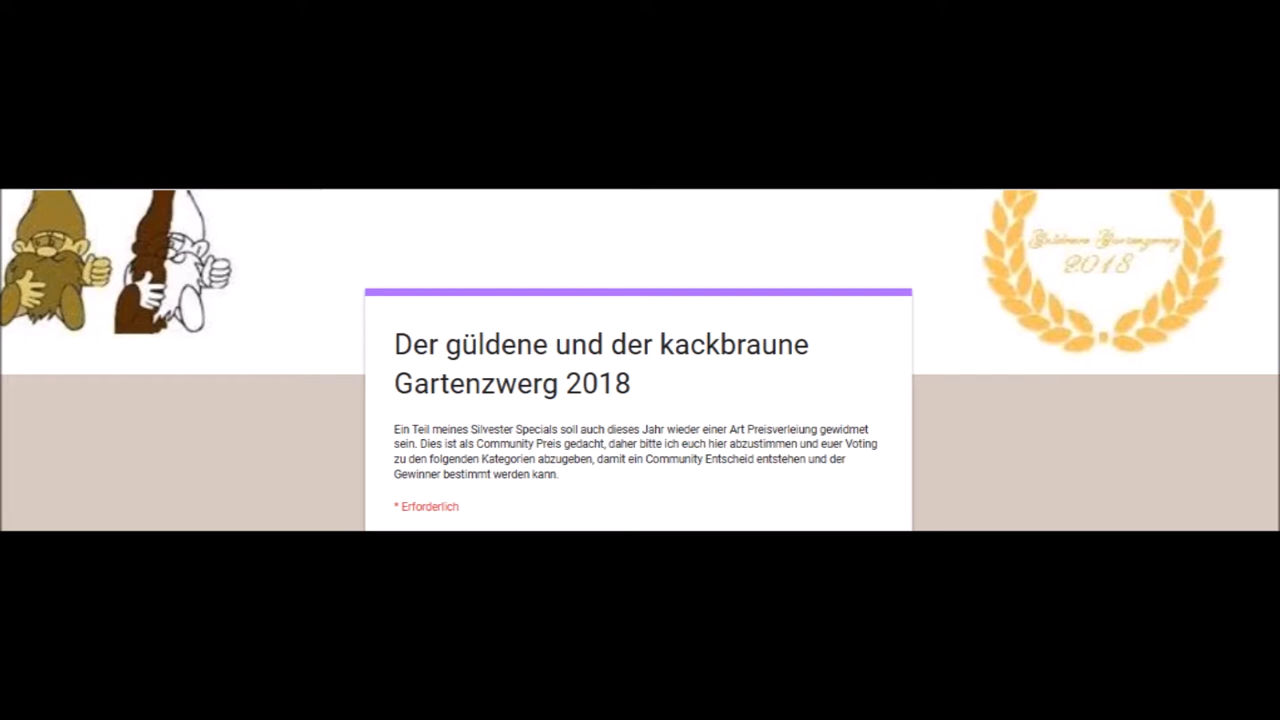 Güldener Gartenzwerg
2018
Der güldene und der kackbraune
Gartenzwerg 2018
Ein Teil meines Silvester Specials soll auch dieses Jahr wieder einer Art Preisverleiung gewidmet
sein. Dies ist als Community Preis gedacht, daher bitte ich euch hier abzustimmen und euer Voting
zu den folgenden Kategorien abzugeben, damit ein Community Entscheid entstehen und der
Gewinner bestimmt werden kann.
* Erforderlich